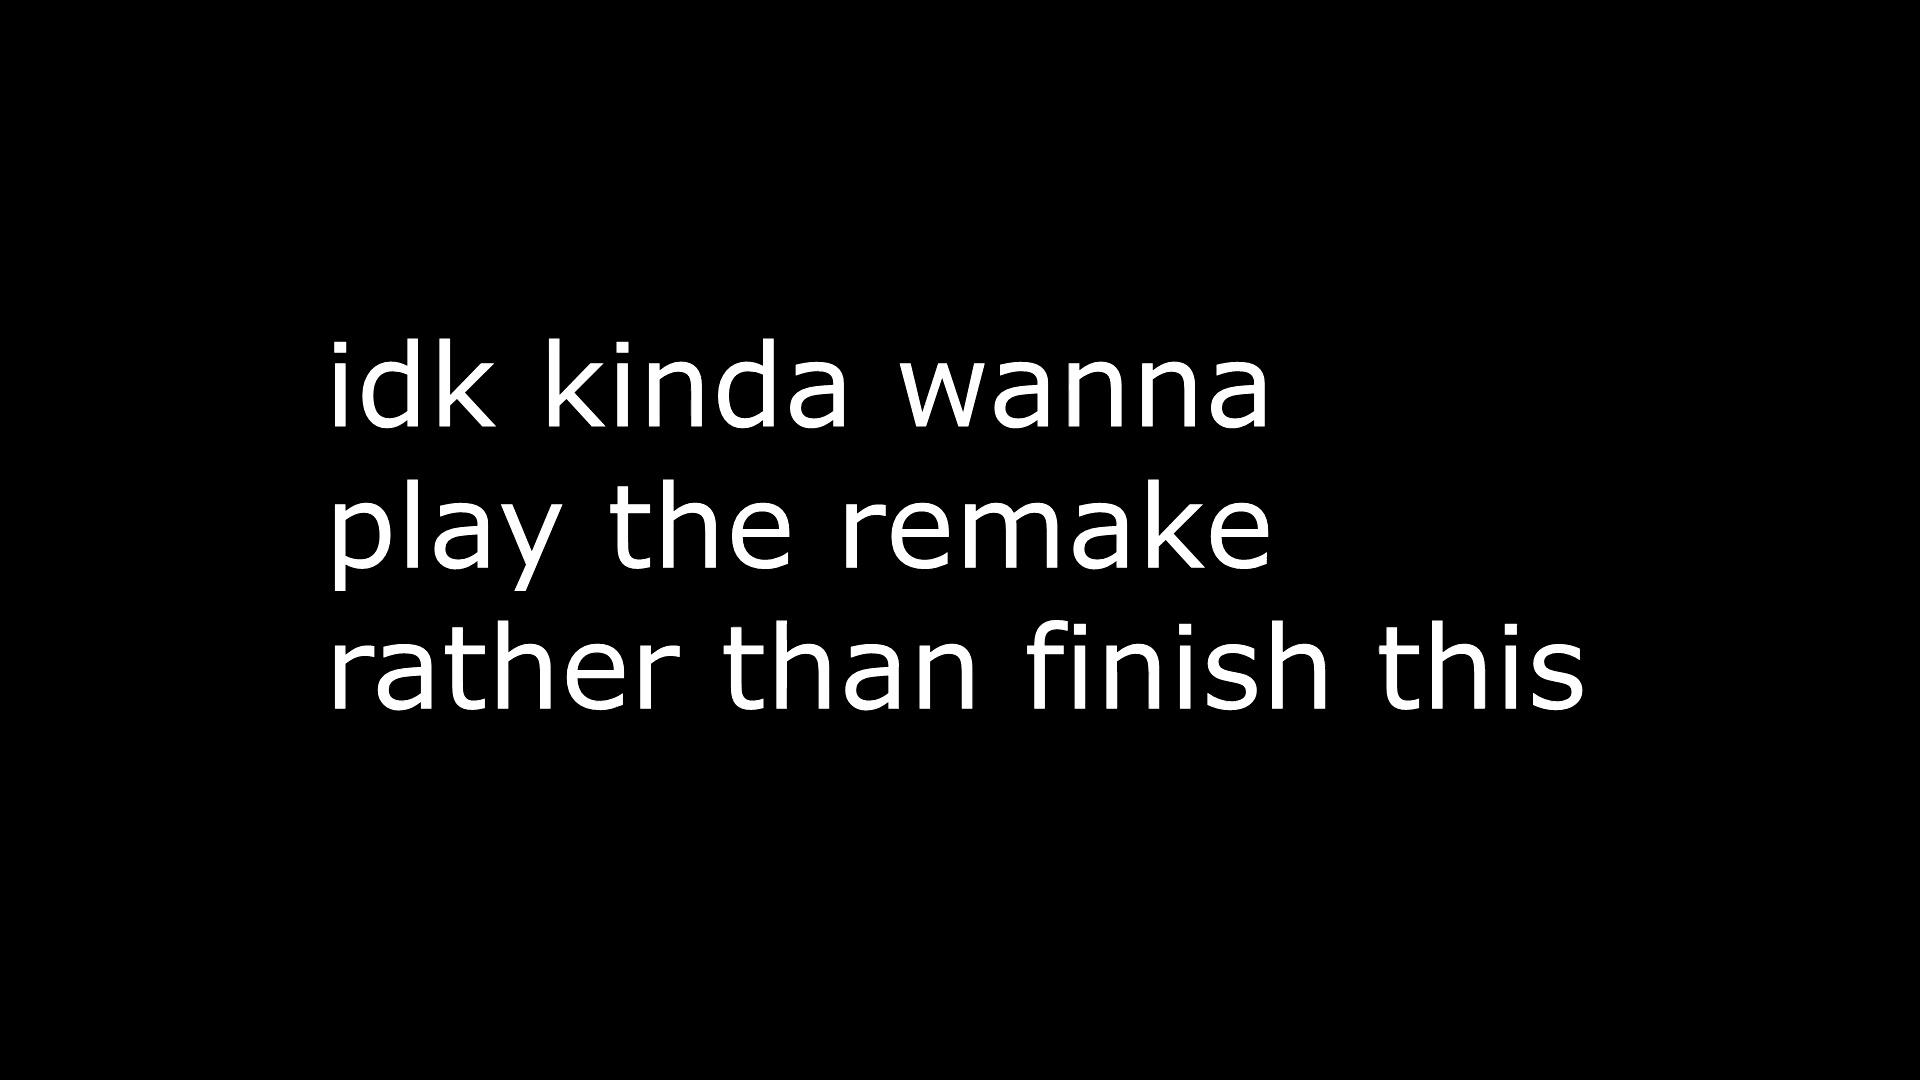 idk kinda wanna
play the remake
rather than finish this